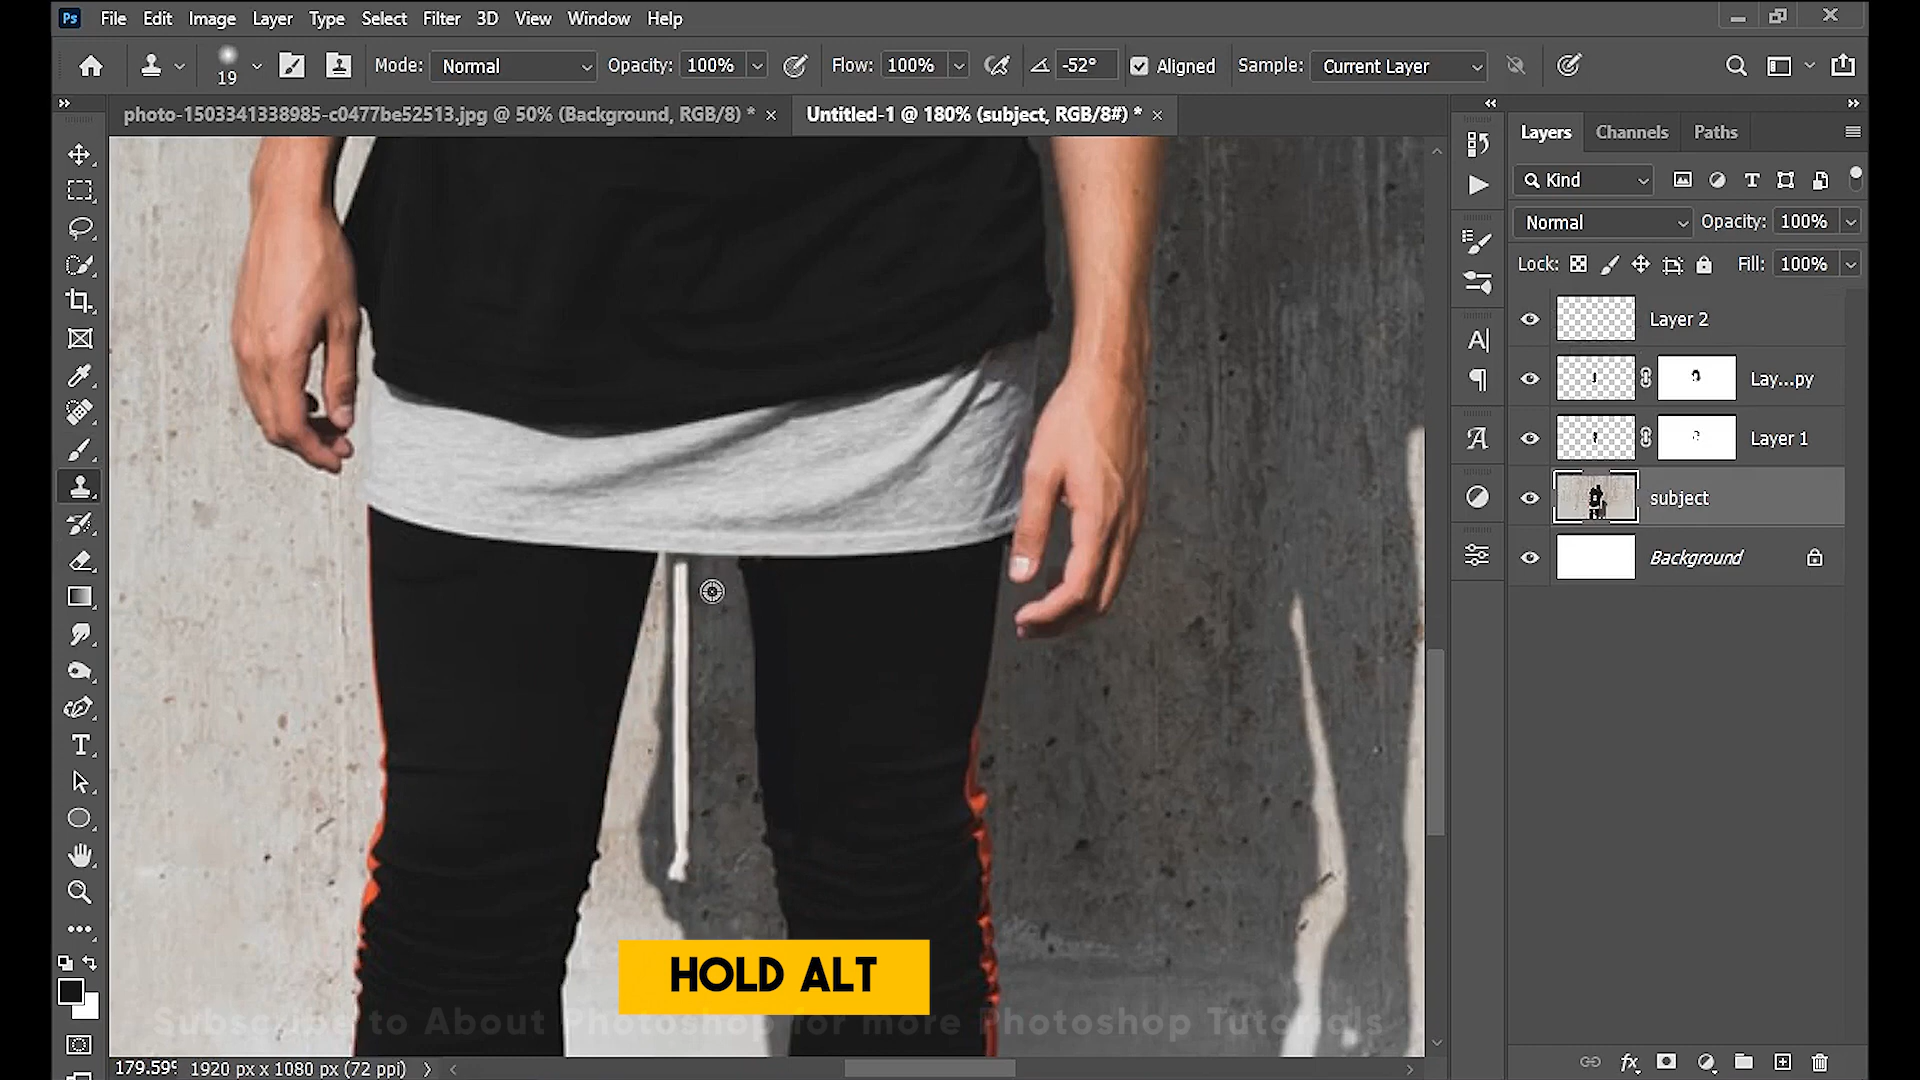 Ps File Edit Image Layer Type Select Filter 3D View Window Help
19 Mode: Normal Opacity: 100% Flow: 100% -52° Aligned Sample: Current Layer
photo-1503341338985-c0477be52513.jpg @ 50% (Background, RGB/8) * × Untitled-1 @ 180% (subject, RGB/8#) * ×
Layers Channels Paths
Kind
Normal Opacity: 100%
Lock: Fill: 100%
Layer 2
Lay...py
Layer 1
subject
Background
HOLD ALT
Subscribe to About Photoshop for more Photoshop Tutorials
179.59% 1920 px x 1080 px (72 ppi)